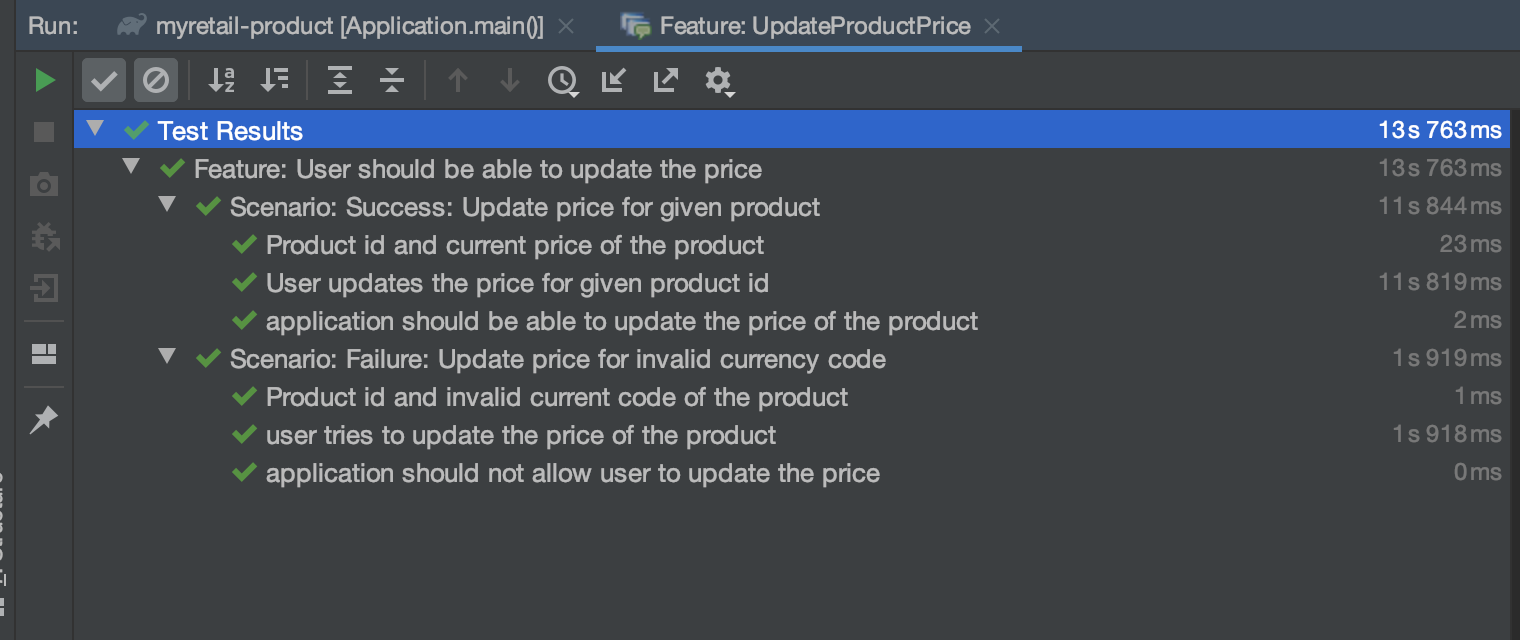 Run: myretail-product [Application.main()] Feature: UpdateProductPrice
Test Results 13 s 763 ms
Feature: User should be able to update the price 13 s 763 ms
Scenario: Success: Update price for given product 11 s 844 ms
Product id and current price of the product 23 ms
User updates the price for given product id 11 s 819 ms
application should be able to update the price of the product 2 ms
Scenario: Failure: Update price for invalid currency code 1 s 919 ms
Product id and invalid current code of the product 1 ms
user tries to update the price of the product 1 s 918 ms
application should not allow user to update the price 0 ms